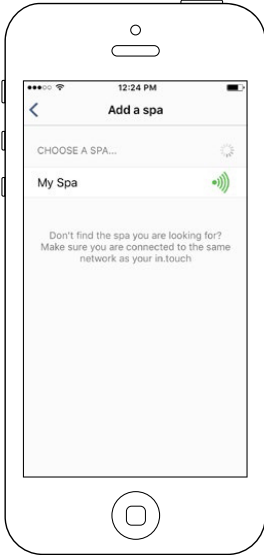 12:24 PM
Add a spa
CHOOSE A SPA...
My Spa
Don't find the spa you are looking for?
Make sure you are connected to the same
network as your in.touch